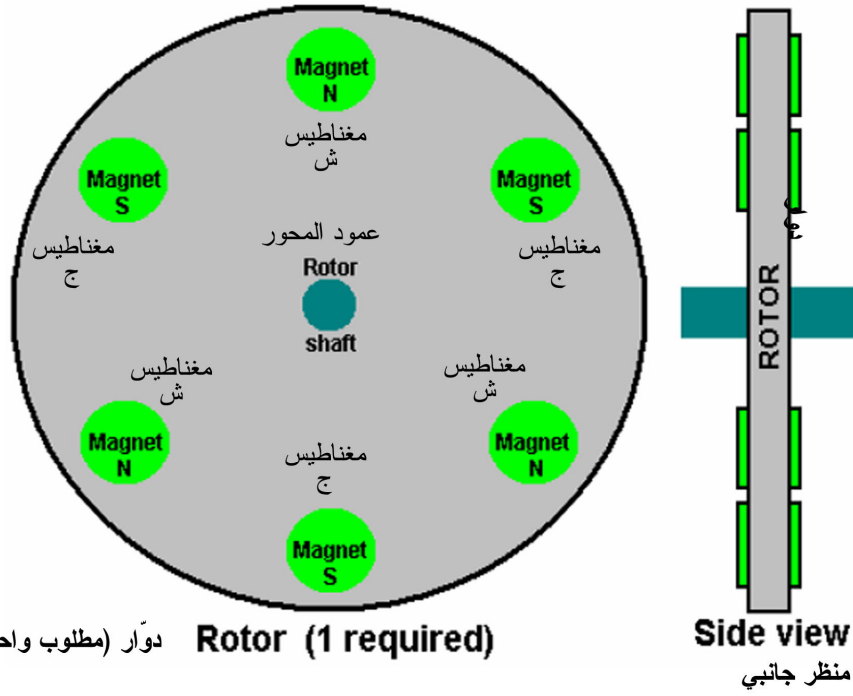 Magnet
N
مغناطيس
ش
Magnet
S
مغناطيس
ج
Magnet
S
مغناطيس
ج
عمود المحور
Rotor
shaft
مغناطيس
ش
Magnet
N
مغناطيس
ش
Magnet
N
مغناطيس
ج
Magnet
S
ROTOR
دوّار (مطلوب واح
Rotor (1 required)
Side view
منظر جانبي